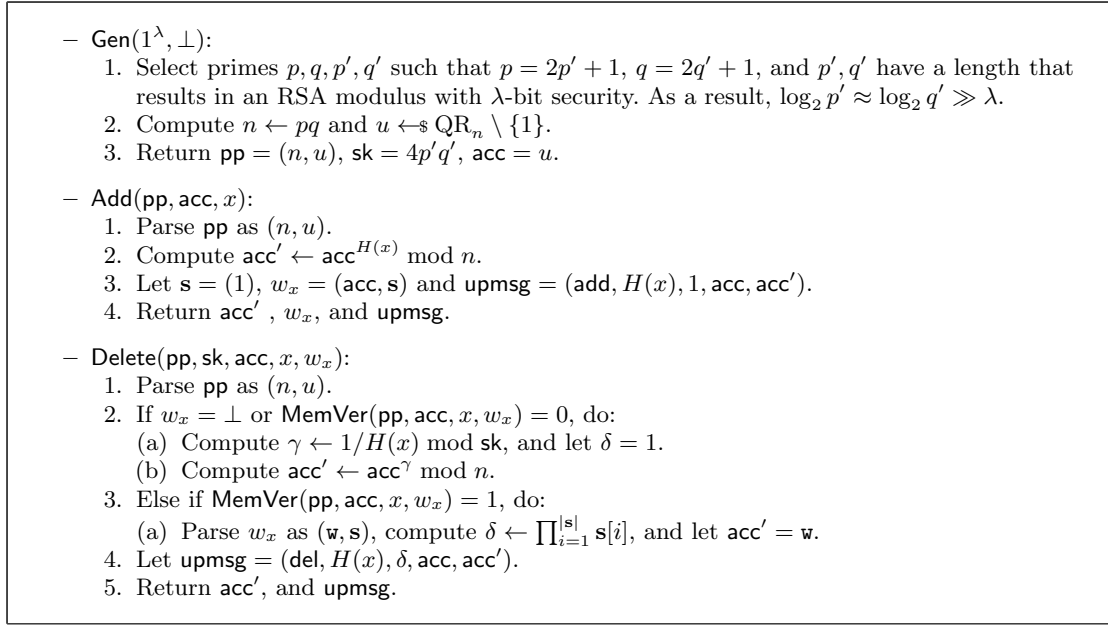 – Gen(1^λ, ⊥):
1. Select primes p, q, p′, q′ such that p = 2p′ + 1, q = 2q′ + 1, and p′, q′ have a length that
results in an RSA modulus with λ-bit security. As a result, log₂ p′ ≈ log₂ q′ ≫ λ.
2. Compute n ← pq and u ←$ QR_n \ {1}.
3. Return pp = (n, u), sk = 4p′q′, acc = u.
– Add(pp, acc, x):
1. Parse pp as (n, u).
2. Compute acc′ ← acc^{H(x)} mod n.
3. Let s = (1), w_x = (acc, s) and upmsg = (add, H(x), 1, acc, acc′).
4. Return acc′ , w_x, and upmsg.
– Delete(pp, sk, acc, x, w_x):
1. Parse pp as (n, u).
2. If w_x = ⊥ or MemVer(pp, acc, x, w_x) = 0, do:
(a) Compute γ ← 1/H(x) mod sk, and let δ = 1.
(b) Compute acc′ ← acc^γ mod n.
3. Else if MemVer(pp, acc, x, w_x) = 1, do:
(a) Parse w_x as (w, s), compute δ ← ∏_{i=1}^{|s|} s[i], and let acc′ = w.
4. Let upmsg = (del, H(x), δ, acc, acc′).
5. Return acc′, and upmsg.